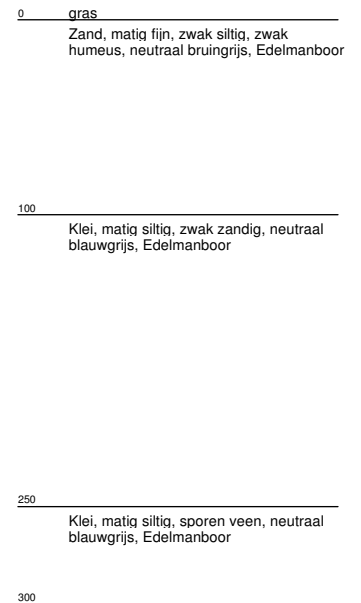 0 gras
Zand, matig fijn, zwak siltig, zwak
humeus, neutraal bruingrijs, Edelmanboor
100
Klei, matig siltig, zwak zandig, neutraal
blauwgrijs, Edelmanboor
250
Klei, matig siltig, sporen veen, neutraal
blauwgrijs, Edelmanboor
300